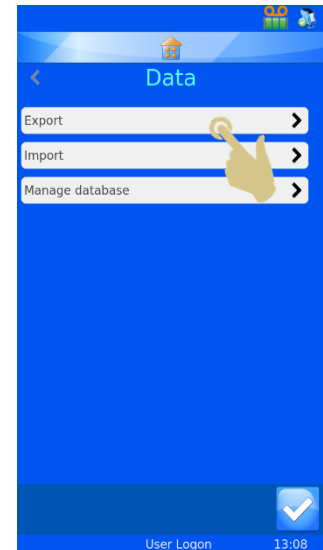 Data
Export
Import
Manage database
User Logon 13:08